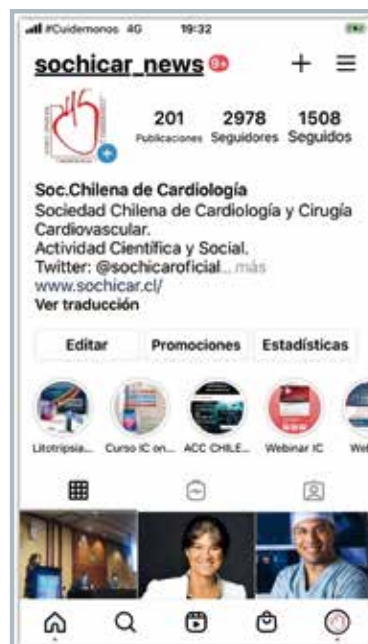 #Cuidemonos 4G 19:32
sochicar_news 9+
201 2978 1508
Publicaciones Seguidores Seguidos
Soc.Chilena de Cardiología
Sociedad Chilena de Cardiología y Cirugía
Cardiovascular.
Actividad Científica y Social.
Twitter: @sochicaroficial... más
www.sochicar.cl/
Ver traducción
Editar Promociones Estadísticas
Litotripsia... Curso IC on... ACC CHILE... Webinar IC Wel